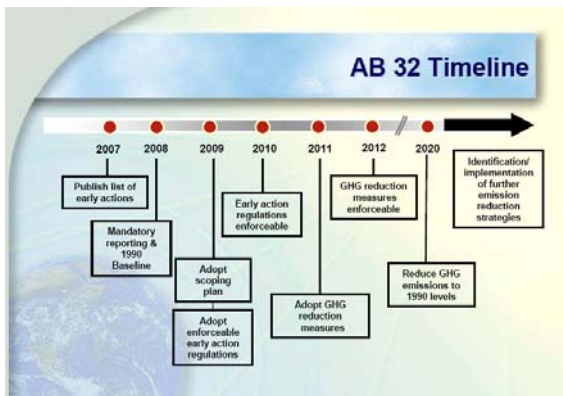 AB 32 Timeline
2007 2008 2009 2010 2011 2012 // 2020
Publish list of
early actions
Mandatory
reporting &
1990
Baseline
Adopt
scoping
plan
Adopt
enforceable
early action
regulations
Early action
regulations
enforceable
Adopt GHG
reduction
measures
GHG reduction
measures
enforceable
Reduce GHG
emissions to
1990 levels
Identification/
implementation
of further
emission
reduction
strategies